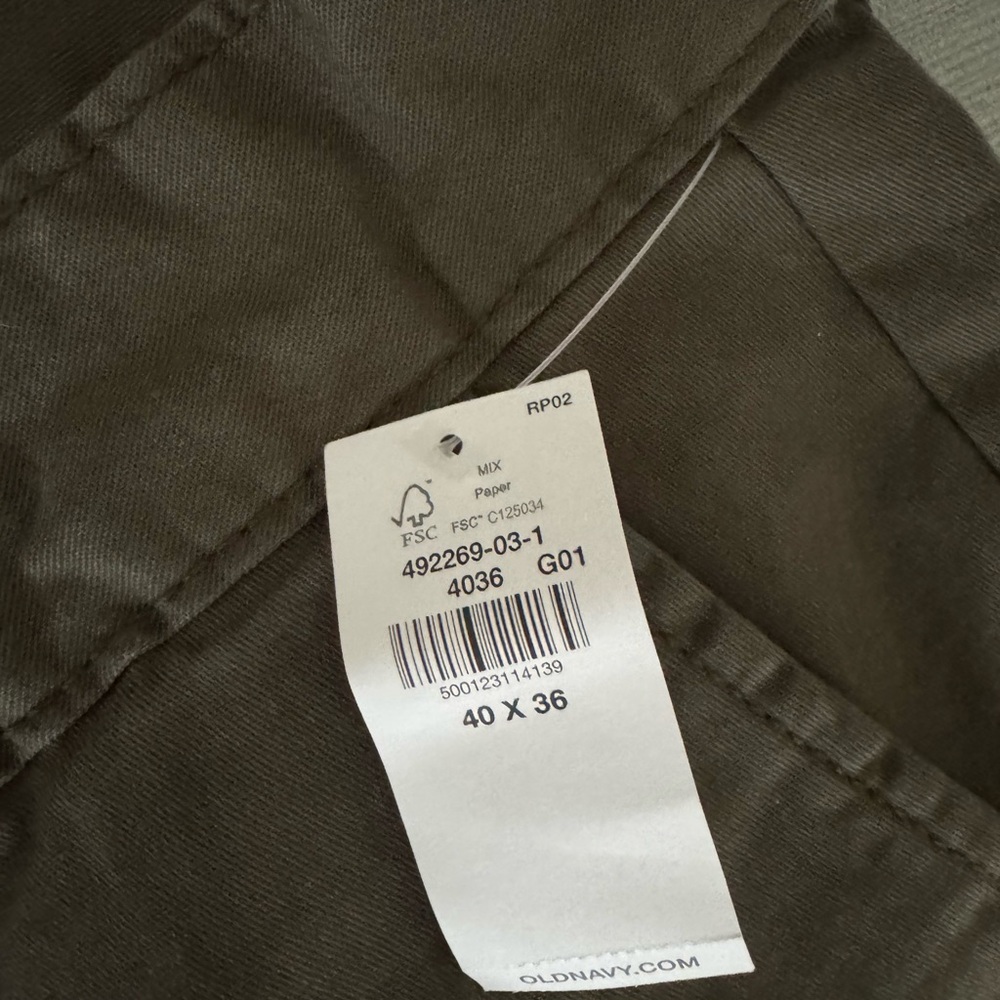 RP02
MIX
Paper
FSC™ C125034
FSC
492269-03-1
4036 G01
500123114139
40 X 36
OLDNAVY.COM